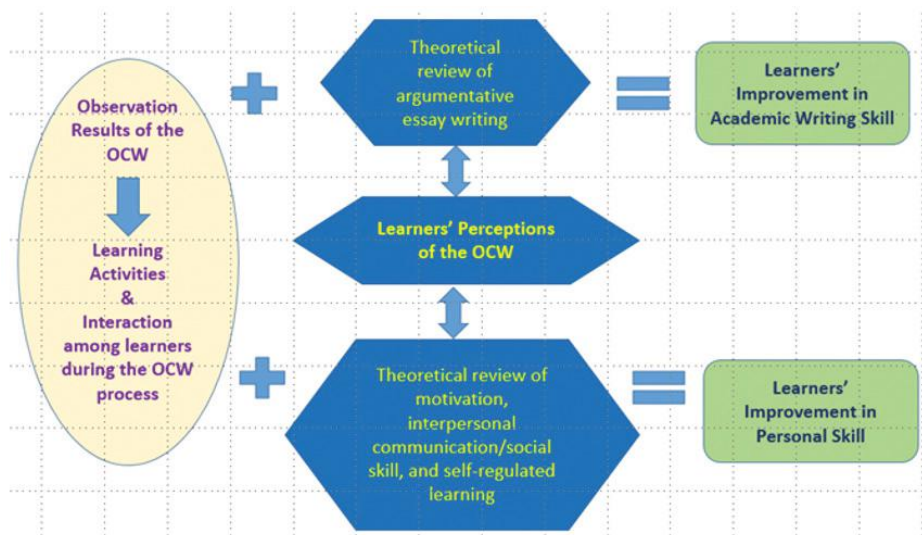 Observation
Results of the
OCW
Learning
Activities
&
Interaction
among learners
during the OCW
process
Theoretical
review of
argumentative
essay writing
Learners' Perceptions
of the OCW
Theoretical review of
motivation,
interpersonal
communication/social
skill, and self-regulated
learning
Learners'
Improvement in
Academic Writing Skill
Learners'
Improvement in
Personal Skill